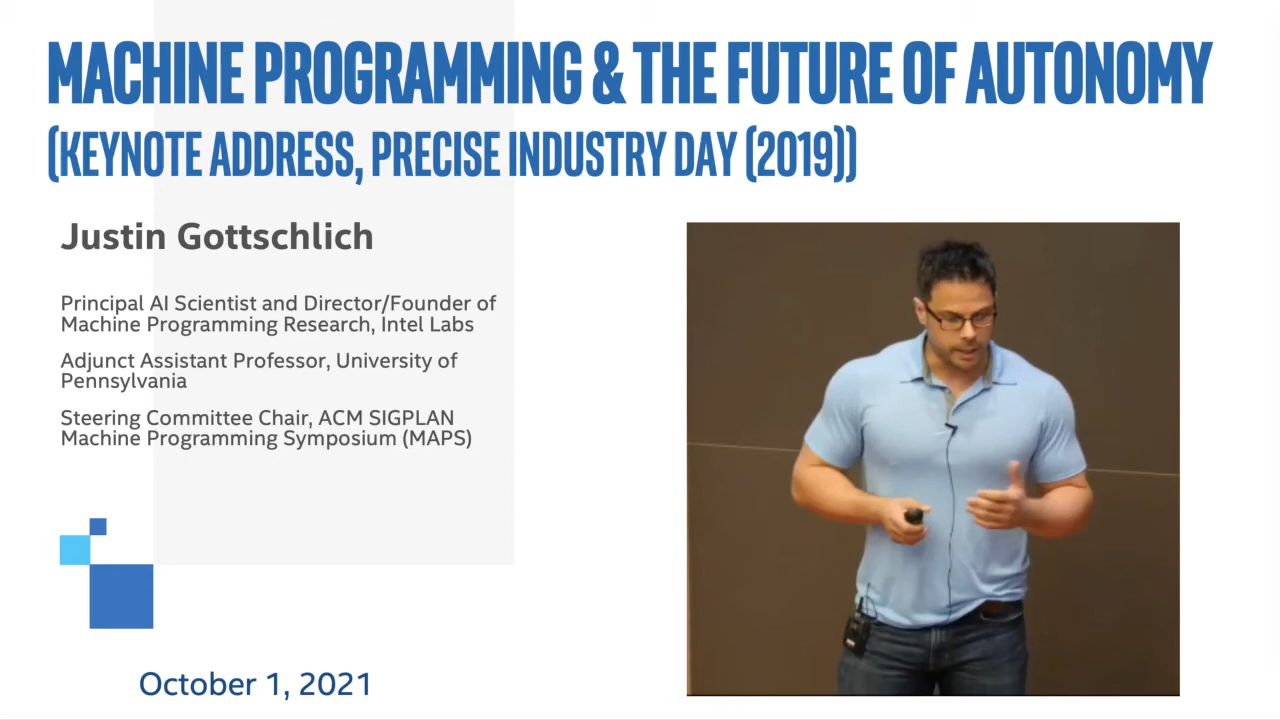 MACHINE PROGRAMMING & THE FUTURE OF AUTONOMY
(KEYNOTE ADDRESS, PRECISE INDUSTRY DAY (2019))
Justin Gottschlich
Principal AI Scientist and Director/Founder of
Machine Programming Research, Intel Labs
Adjunct Assistant Professor, University of
Pennsylvania
Steering Committee Chair, ACM SIGPLAN
Machine Programming Symposium (MAPS)
October 1, 2021